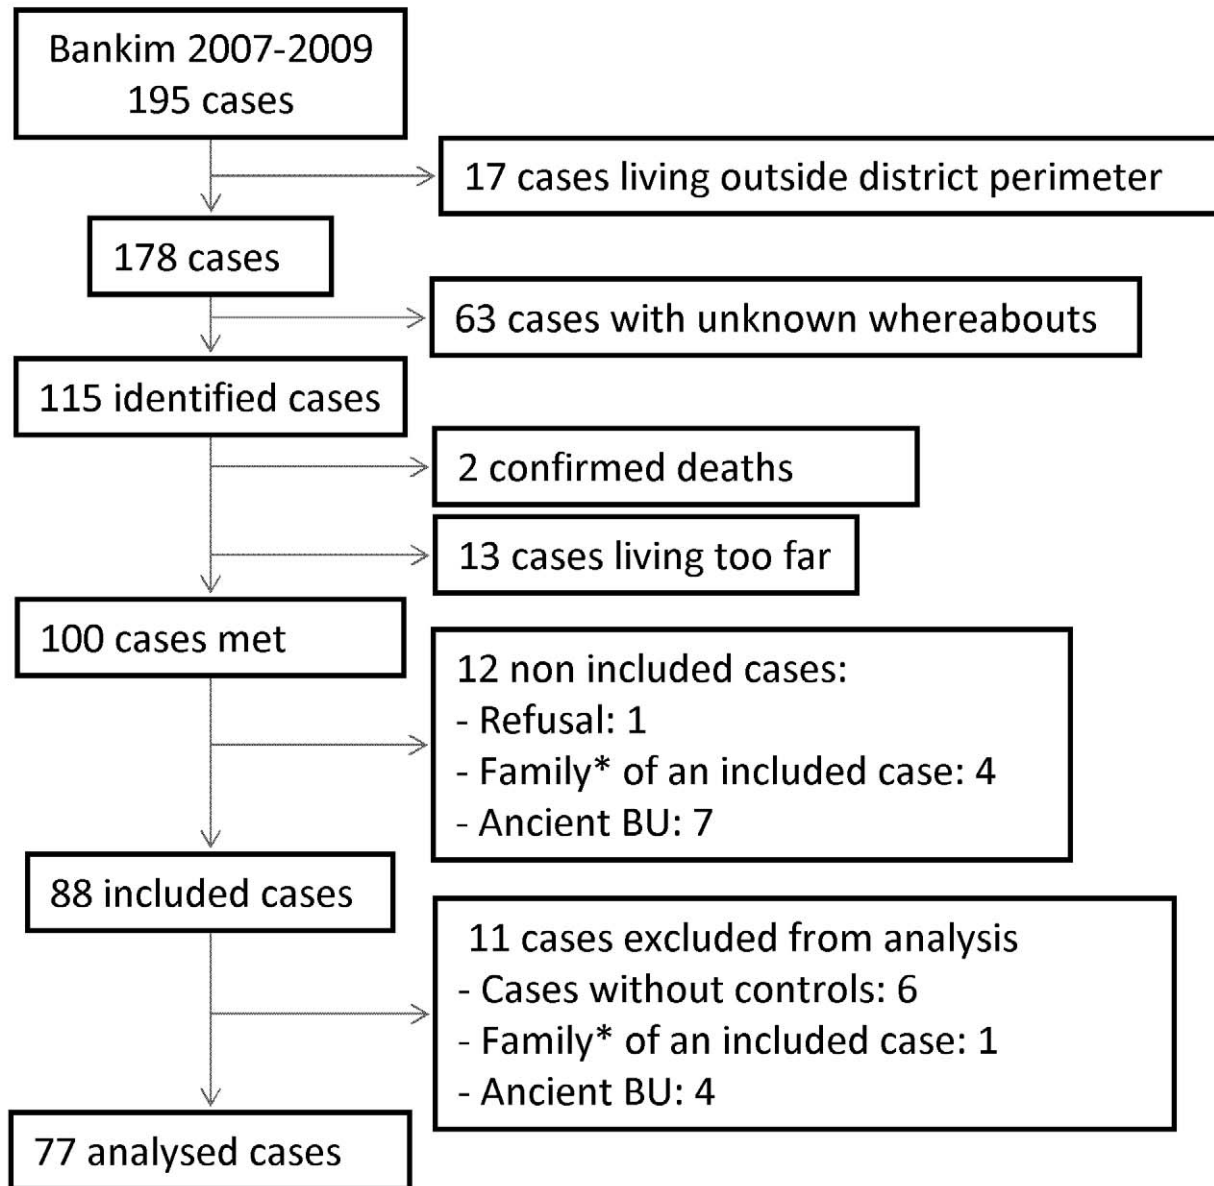 Bankim 2007-2009
195 cases
17 cases living outside district perimeter
178 cases
63 cases with unknown whereabouts
115 identified cases
2 confirmed deaths
13 cases living too far
100 cases met
12 non included cases:
- Refusal: 1
- Family* of an included case: 4
- Ancient BU: 7
88 included cases
11 cases excluded from analysis
- Cases without controls: 6
- Family* of an included case: 1
- Ancient BU: 4
77 analysed cases